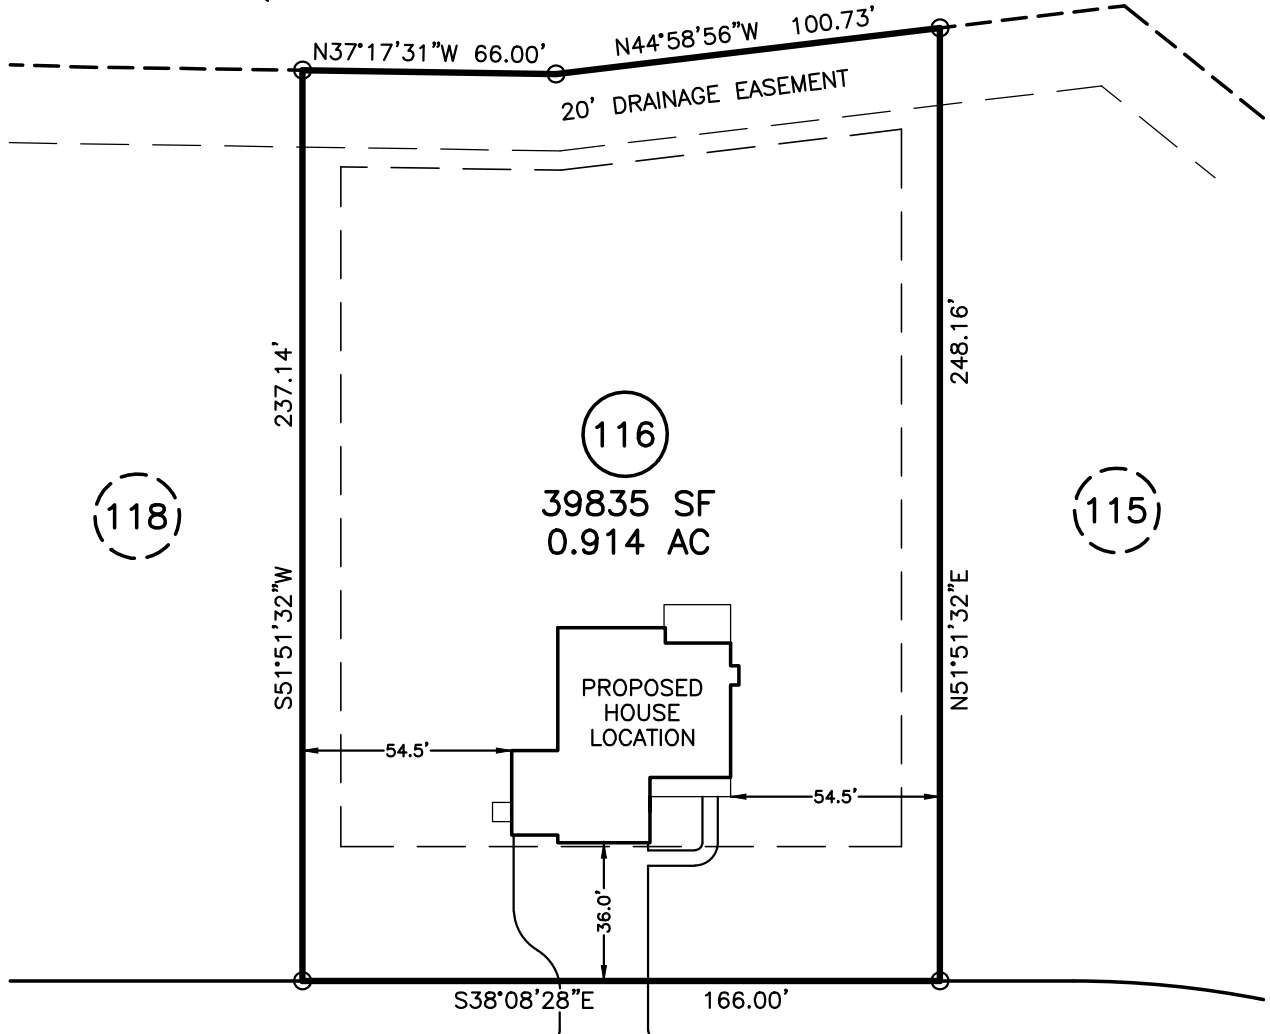 N37°17'31"W 66.00'
N44°58'56"W 100.73'
20' DRAINAGE EASEMENT
237.14'
S51°51'32"W
248.16'
N51°51'32"E
116
39835 SF
0.914 AC
118
115
PROPOSED
HOUSE
LOCATION
54.5'
54.5'
36.0'
S38°08'28"E 166.00'